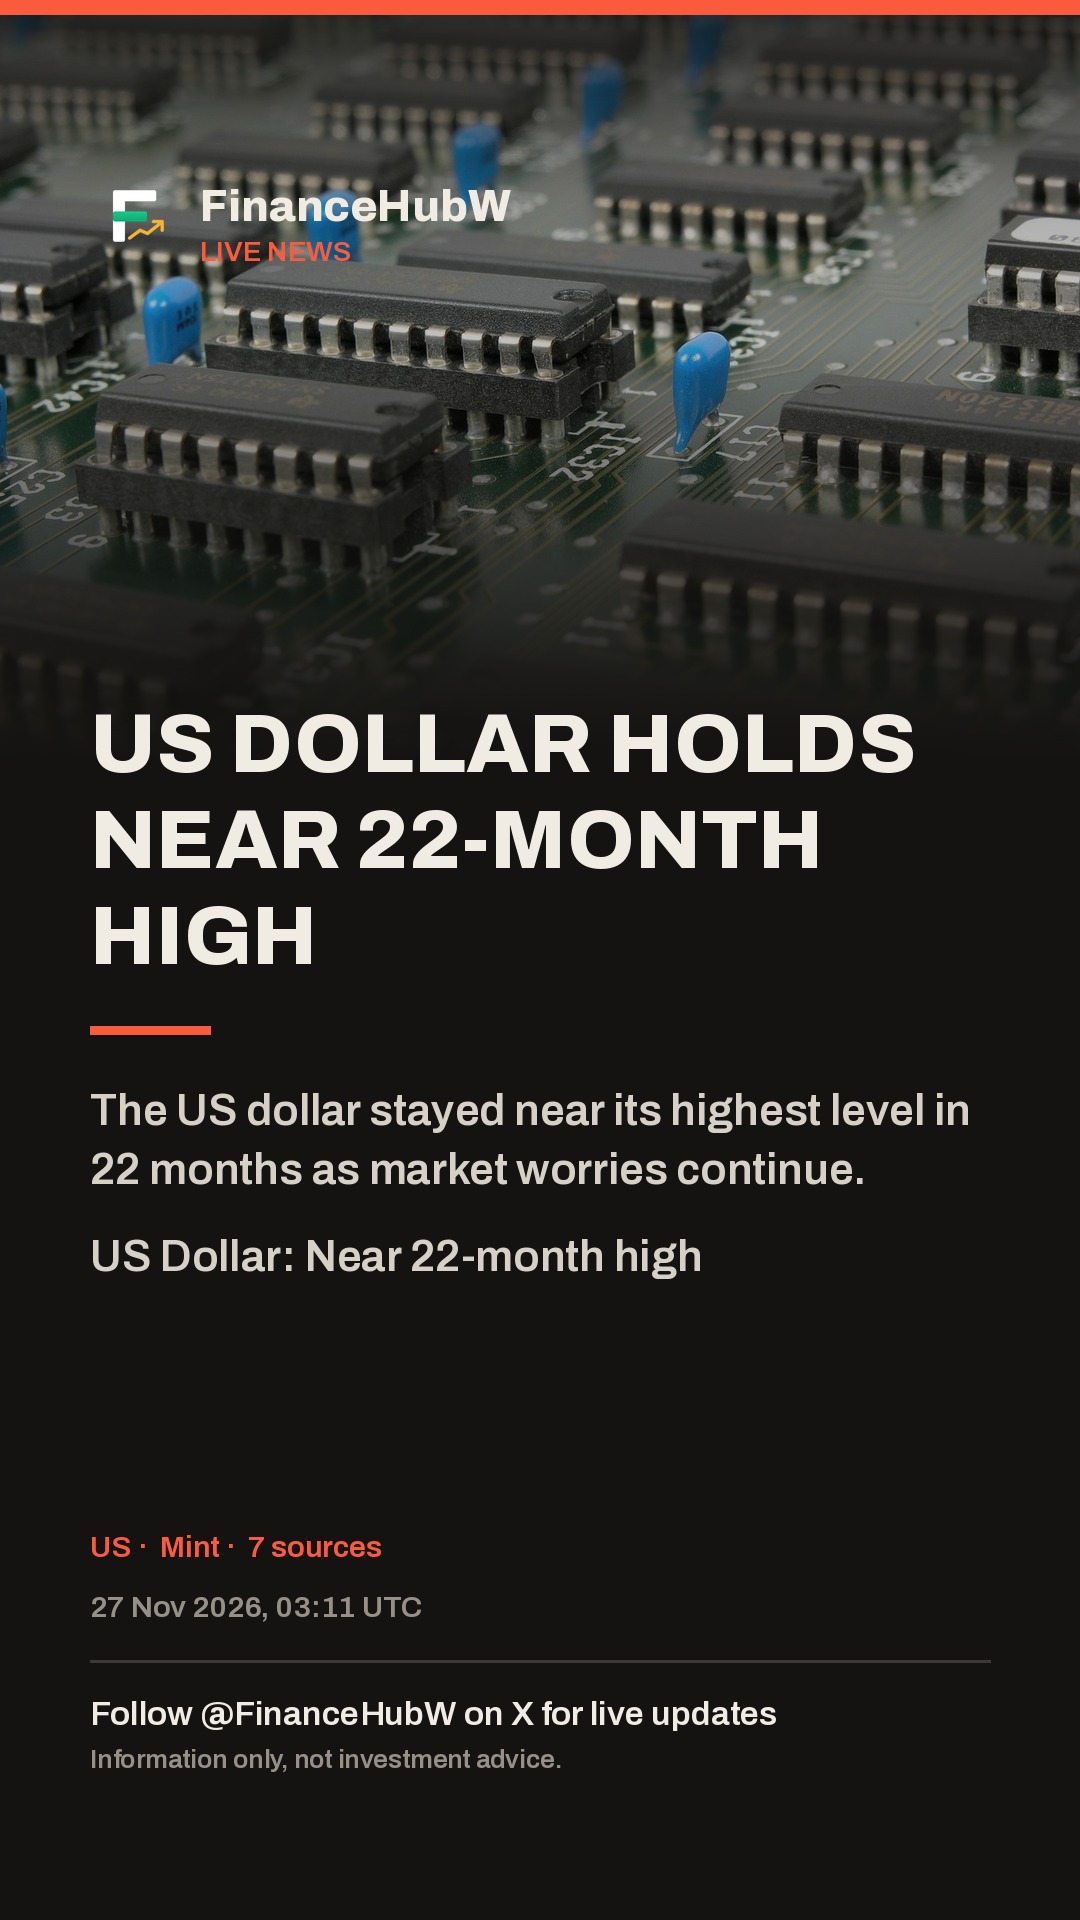 FinanceHubW
LIVE NEWS
US DOLLAR HOLDS
NEAR 22-MONTH
HIGH
The US dollar stayed near its highest level in
22 months as market worries continue.
US Dollar: Near 22-month high
US · Mint · 7 sources
27 Nov 2026, 03:11 UTC
Follow @FinanceHubW on X for live updates
Information only, not investment advice.